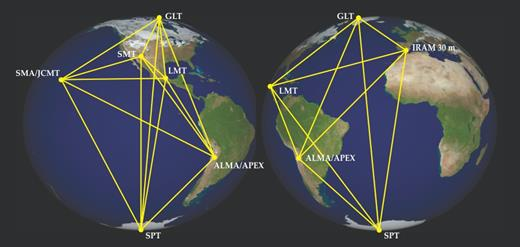 GLT
SMT
SMA/JCMT
LMT
ALMA/APEX
SPT
GLT
IRAM 30 m
LMT
ALMA/APEX
SPT